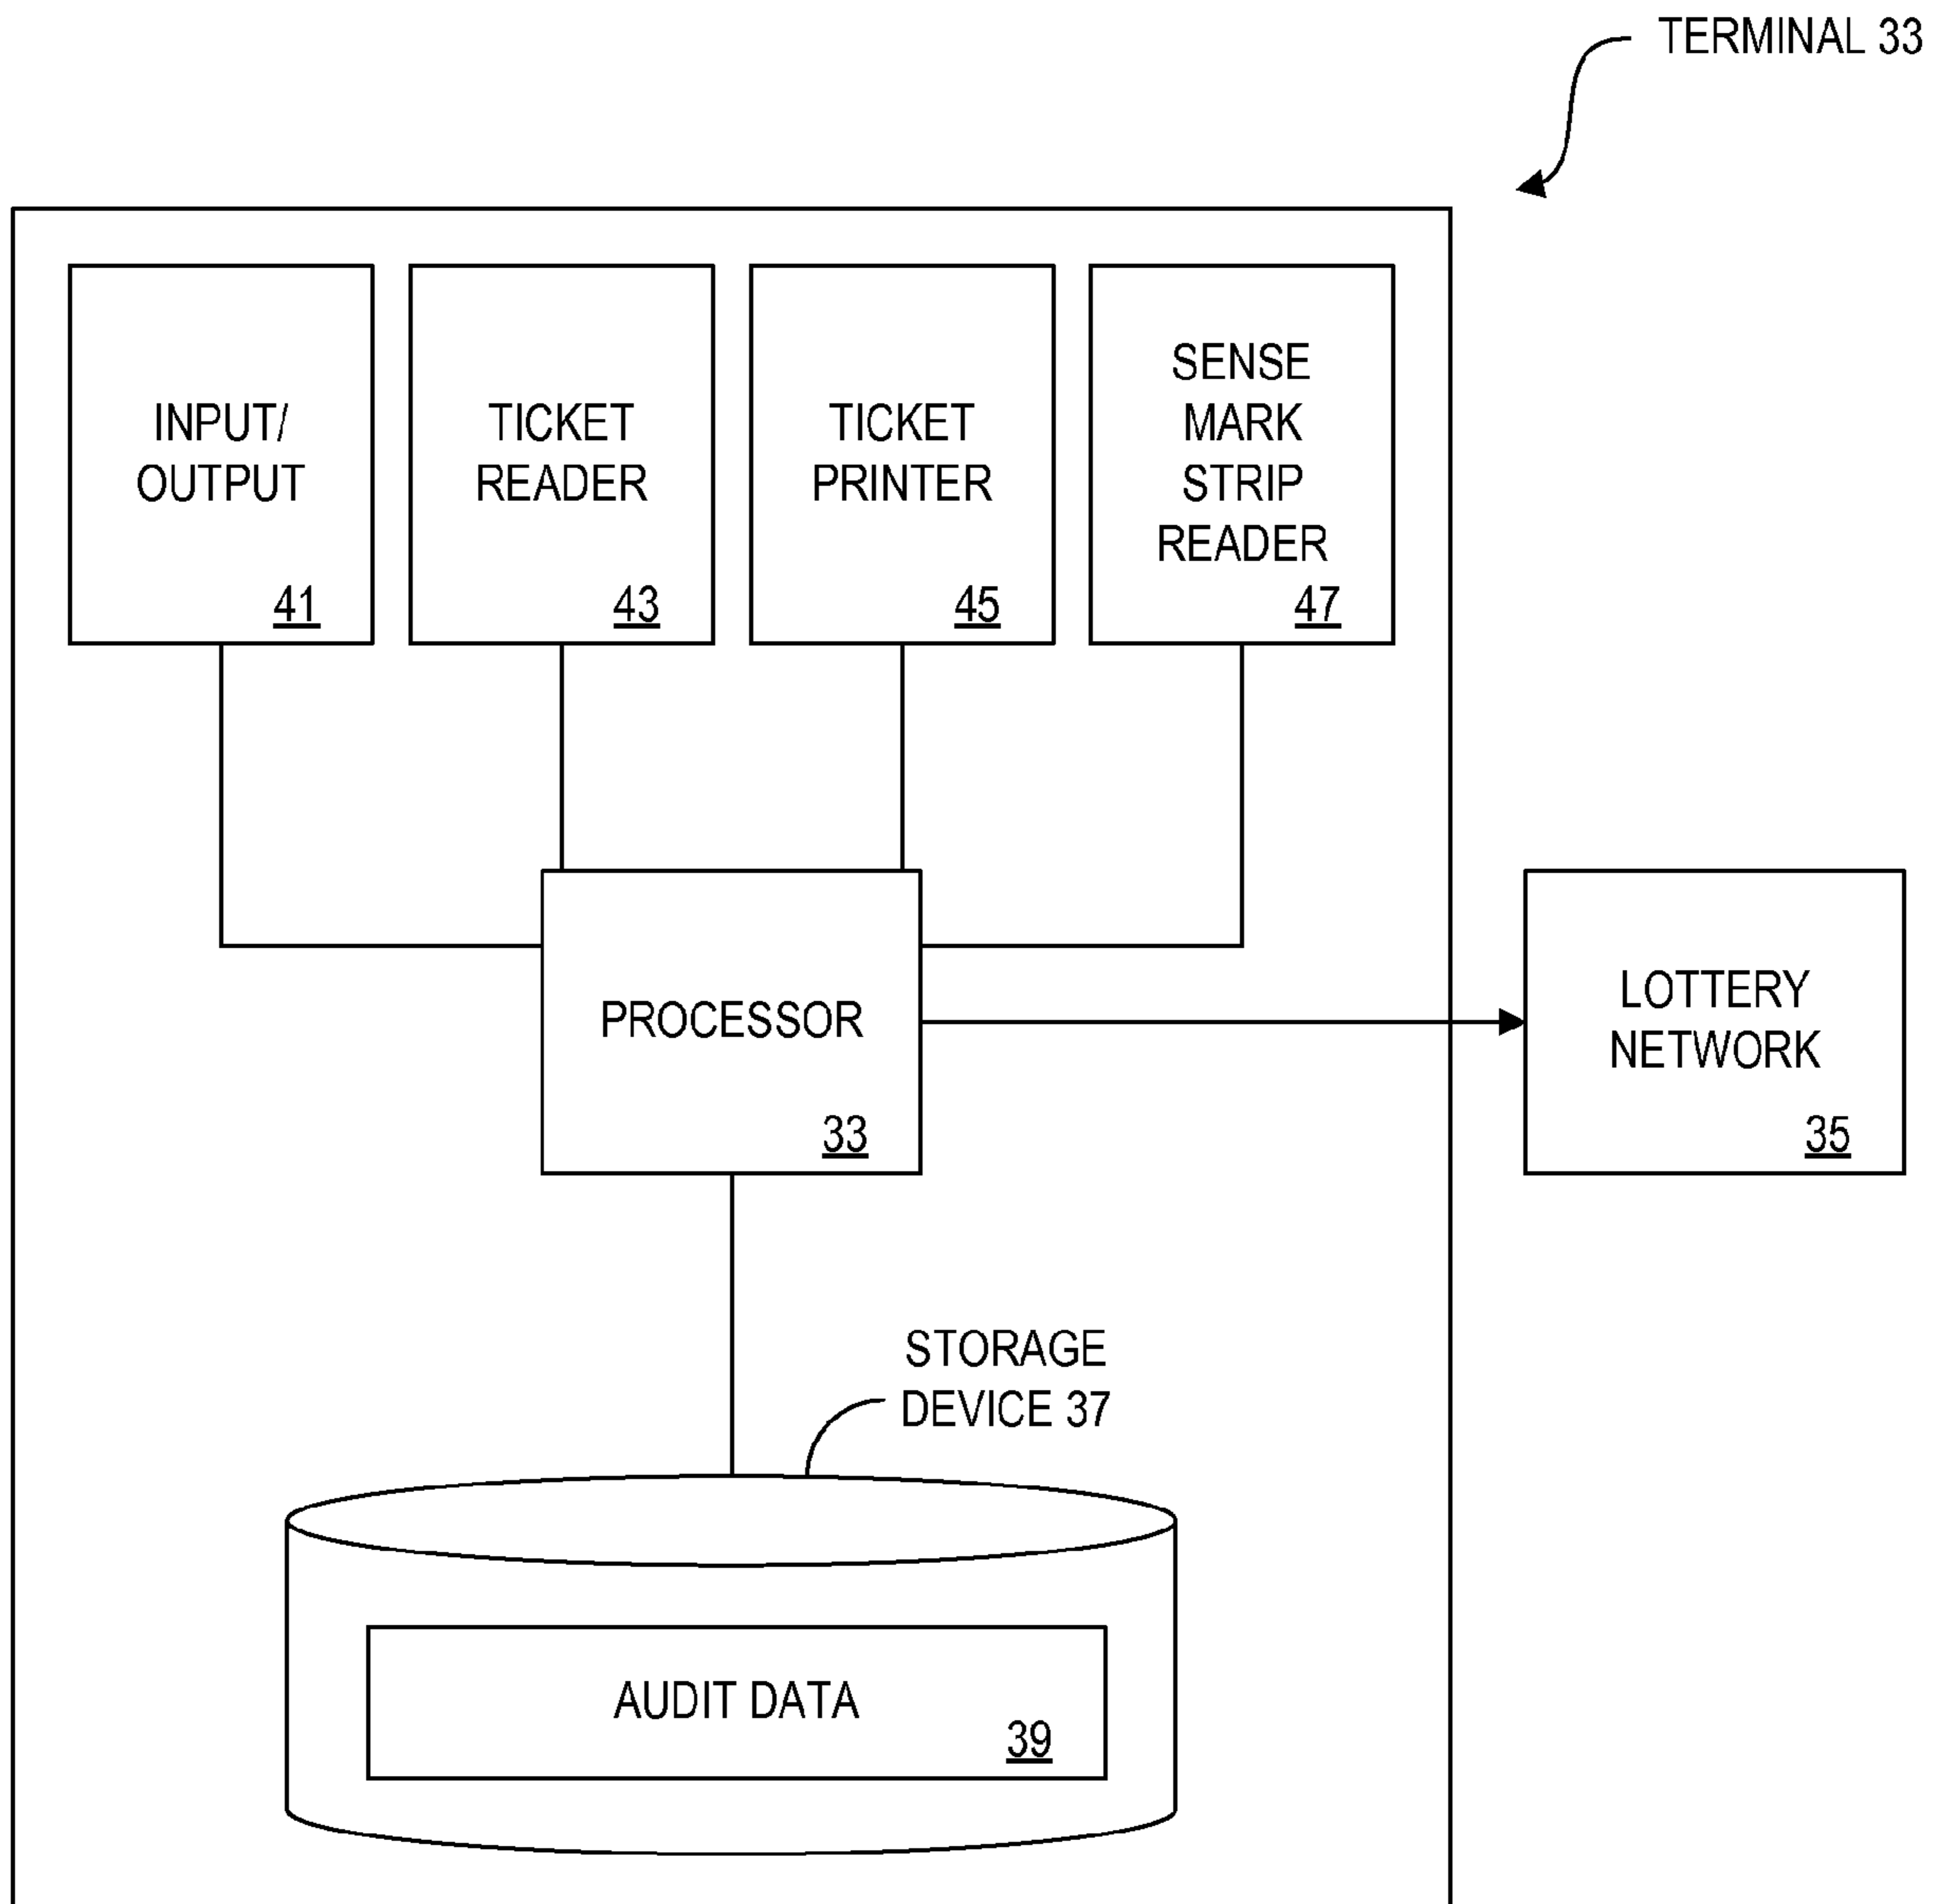 TERMINAL 33
INPUT/
OUTPUT
41
TICKET
READER
43
TICKET
PRINTER
45
SENSE
MARK
STRIP
READER
47
PROCESSOR
33
LOTTERY
NETWORK
35
STORAGE
DEVICE 37
AUDIT DATA
39